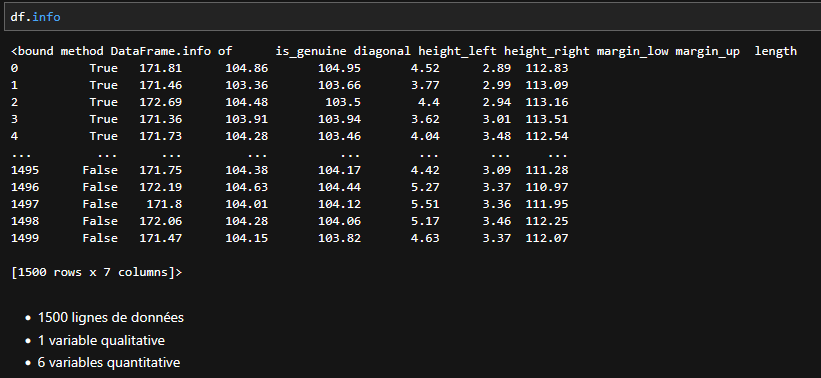 df.info
<bound method DataFrame.info of      is_genuine diagonal height_left height_right margin_low margin_up  length
0          True   171.81      104.86       104.95       4.52      2.89  112.83
1          True   171.46      103.36       103.66       3.77      2.99  113.09
2          True   172.69      104.48        103.5        4.4      2.94  113.16
3          True   171.36      103.91       103.94       3.62      3.01  113.51
4          True   171.73      104.28       103.46       4.04      3.48  112.54
...         ...      ...         ...          ...        ...       ...     ...
1495      False   171.75      104.38       104.17       4.42      3.09  111.28
1496      False   172.19      104.63       104.44       5.27      3.37  110.97
1497      False    171.8      104.01       104.12       5.51      3.36  111.95
1498      False   172.06      104.28       104.06       5.17      3.46  112.25
1499      False   171.47      104.15       103.82       4.63      3.37  112.07
[1500 rows x 7 columns]>
• 1500 lignes de données
• 1 variable qualitative
• 6 variables quantitative